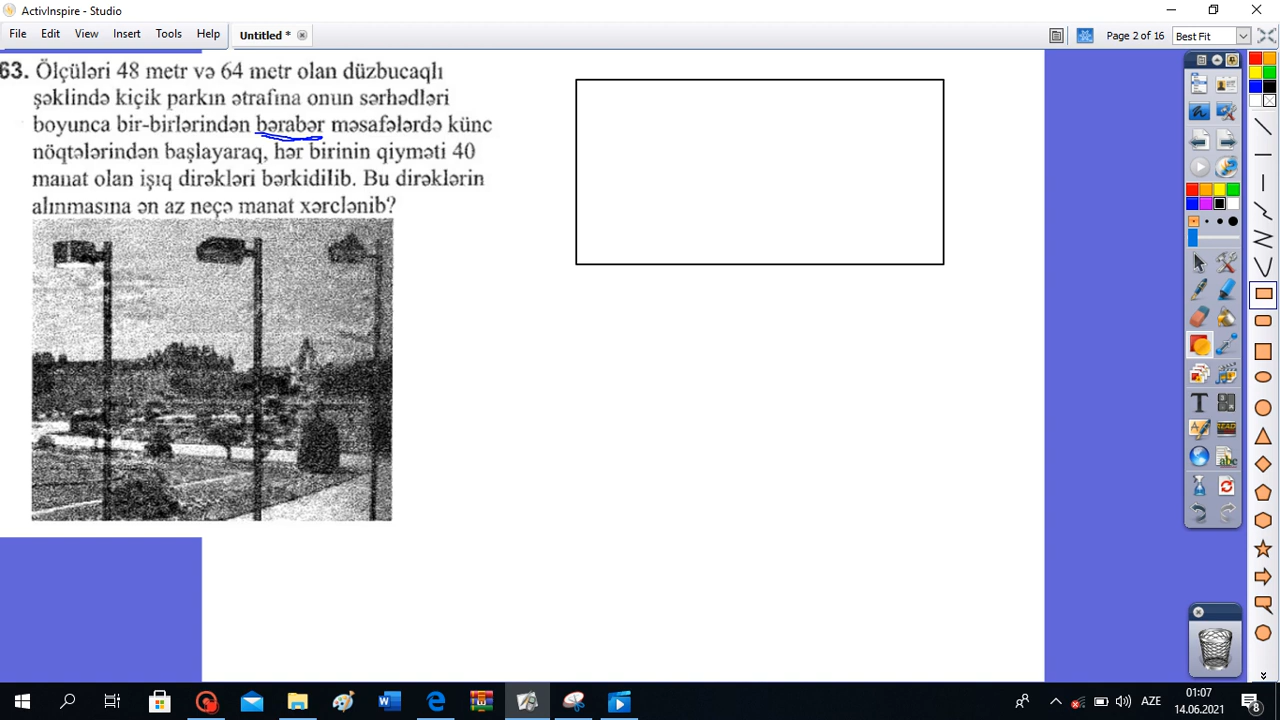 ActivInspire - Studio
File Edit View Insert Tools Help Untitled * Page 2 of 16 Best Fit
63. Ölçüləri 48 metr və 64 metr olan düzbucaqlı
şəklində kiçik parkın ətrafına onun sərhədləri
boyunca bir-birlərindən bərabər məsafələrdə künc
nöqtələrindən başlayaraq, hər birinin qiyməti 40
manat olan işıq dirəkləri bərkidilib. Bu dirəklərin
alınmasına ən az neçə manat xərclənib?
AZE
01:07
14.06.2021
8